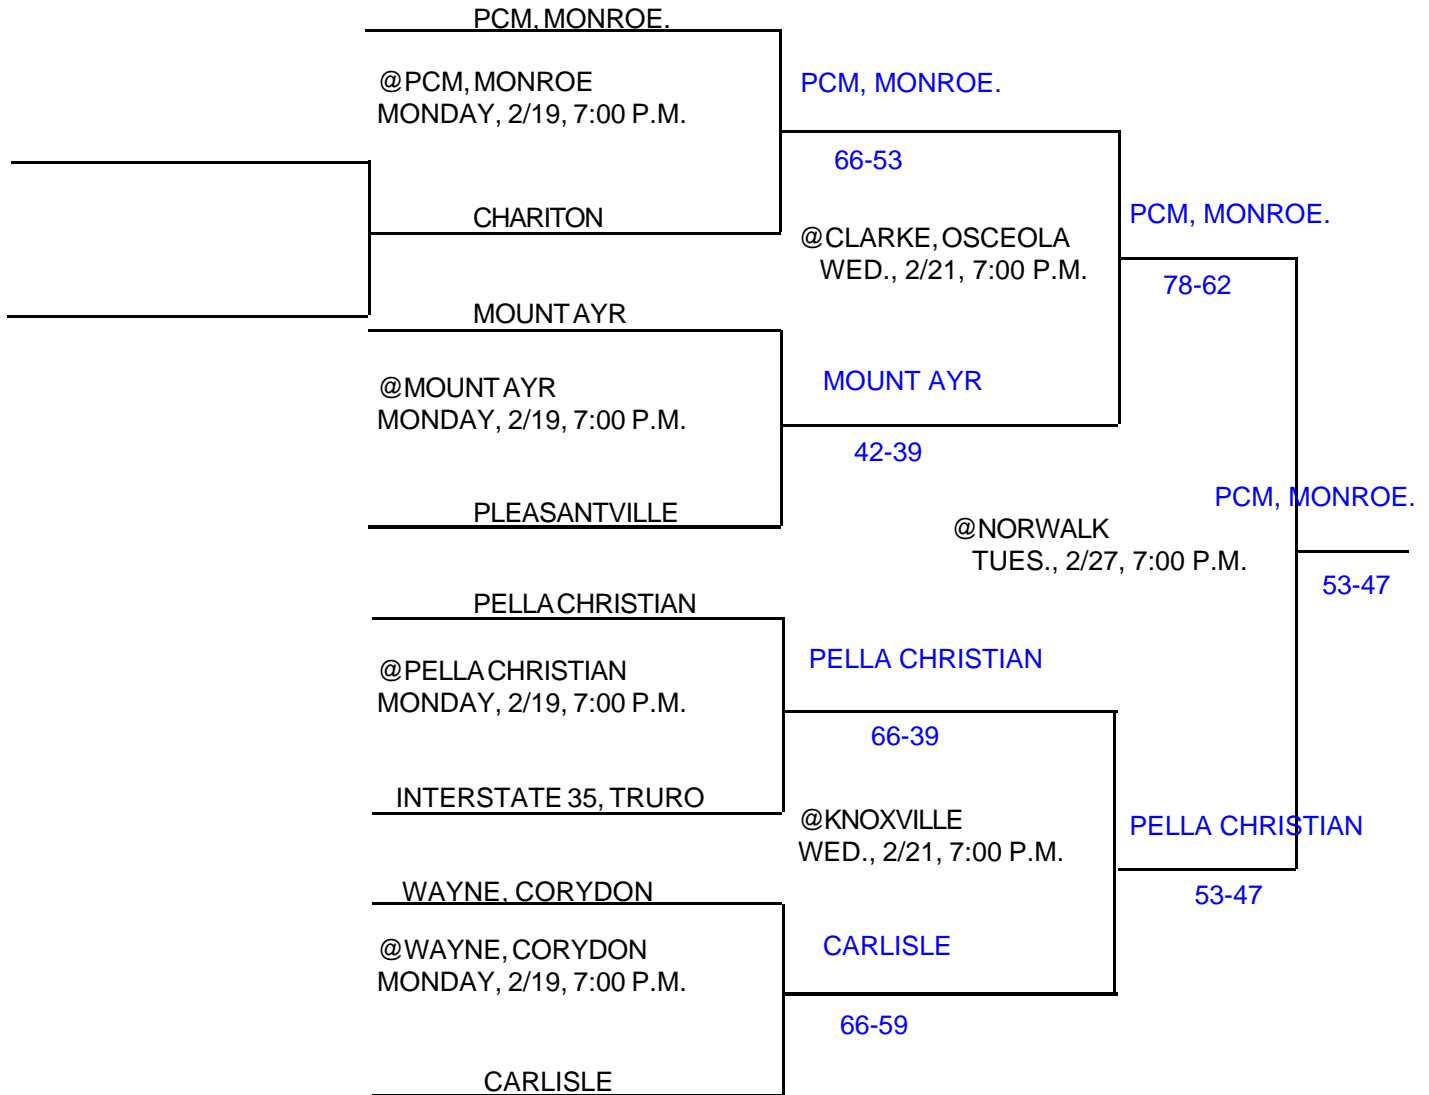 PCM, MONROE.
@PCM, MONROE
MONDAY, 2/19, 7:00 P.M.
PCM, MONROE.
66-53
CHARITON
@CLARKE, OSCEOLA
WED., 2/21, 7:00 P.M.
PCM, MONROE.
78-62
MOUNT AYR
@MOUNT AYR
MONDAY, 2/19, 7:00 P.M.
MOUNT AYR
42-39
PLEASANTVILLE
@NORWALK
TUES., 2/27, 7:00 P.M.
PCM, MONROE.
53-47
PELLA CHRISTIAN
@PELLA CHRISTIAN
MONDAY, 2/19, 7:00 P.M.
PELLA CHRISTIAN
66-39
INTERSTATE 35, TRURO
@KNOXVILLE
WED., 2/21, 7:00 P.M.
PELLA CHRISTIAN
53-47
WAYNE, CORYDON
@WAYNE, CORYDON
MONDAY, 2/19, 7:00 P.M.
CARLISLE
66-59
CARLISLE